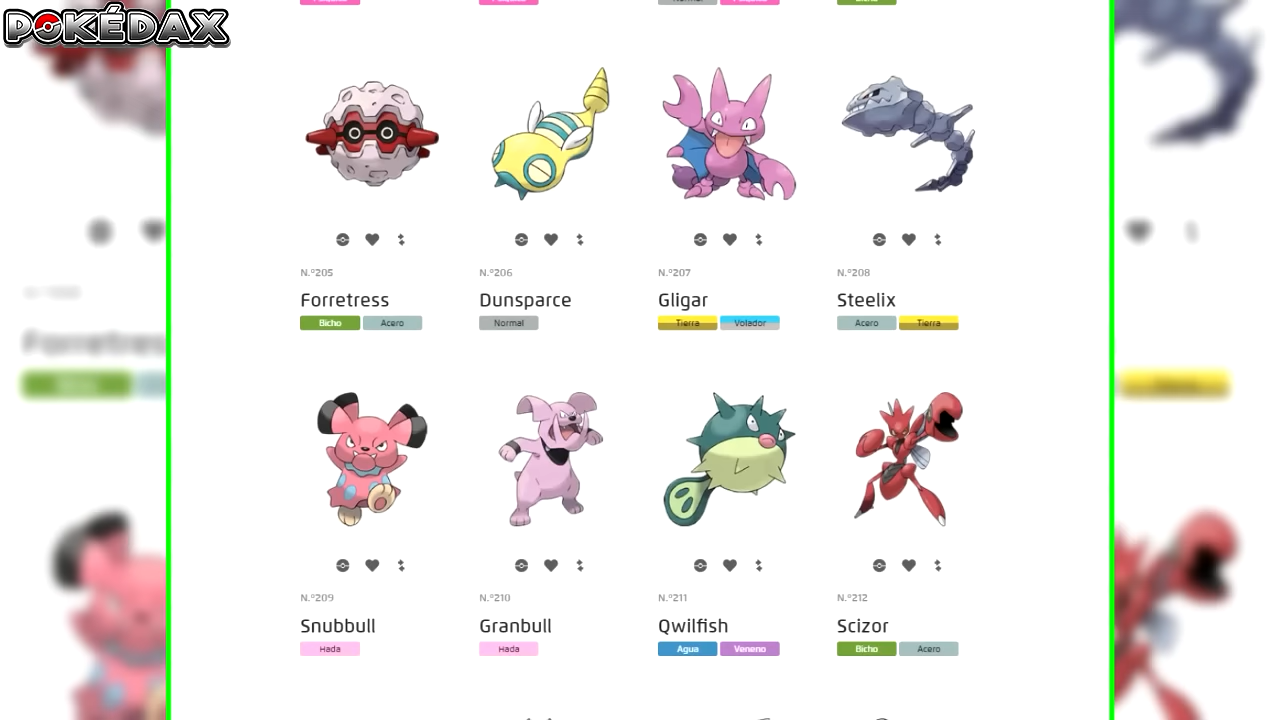 POKÉDAX
N.º205
N.º206
N.º207
N.º208
Forretress
Dunsparce
Gligar
Steelix
Bicho Acero
Normal
Tierra Volador
Acero Tierra
N.º209
N.º210
N.º211
N.º212
Snubbull
Granbull
Qwilfish
Scizor
Hada
Hada
Agua Veneno
Bicho Acero